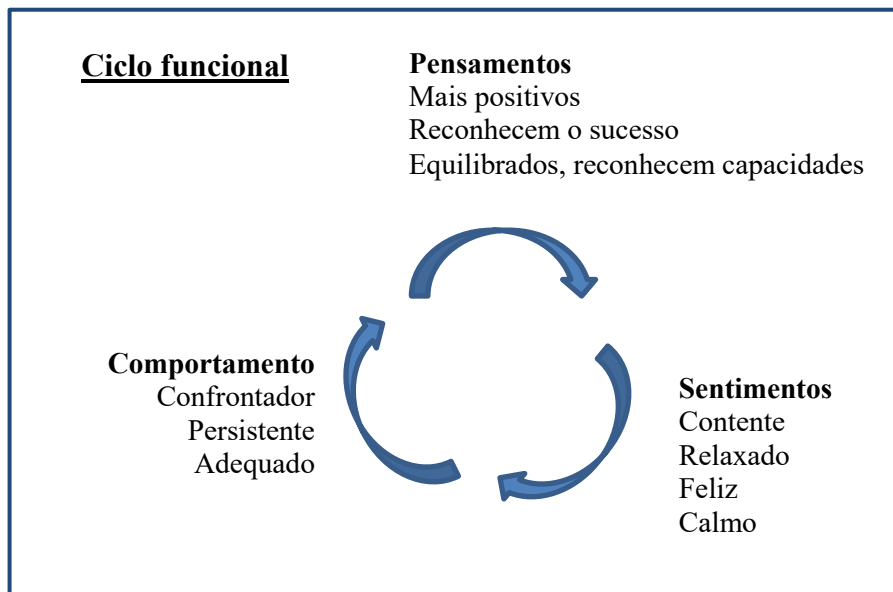 Ciclo funcional
Pensamentos
Mais positivos
Reconhecem o sucesso
Equilibrados, reconhecem capacidades
Comportamento
Confrontador
Persistente
Adequado
Sentimentos
Contente
Relaxado
Feliz
Calmo